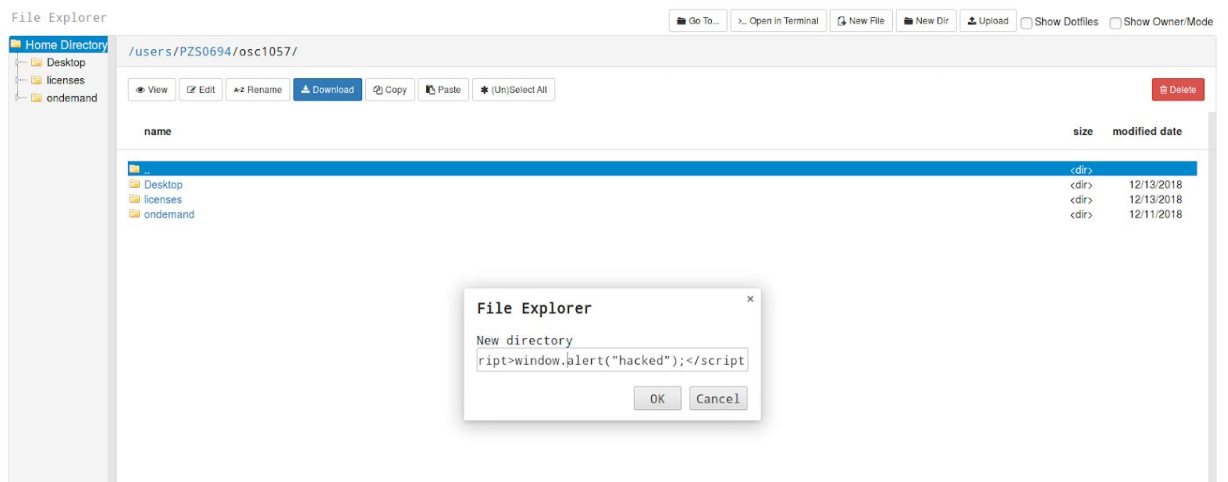 File Explorer
Go To... >_ Open in Terminal New File New Dir Upload Show Dotfiles Show Owner/Mode
Home Directory
Desktop
licenses
ondemand
/users/PZS0694/osc1057/
View Edit A-Z Rename Download Copy Paste (Un)Select All Delete
name size modified date
.. <dir>
Desktop <dir> 12/13/2018
licenses <dir> 12/13/2018
ondemand <dir> 12/11/2018
File Explorer ×
New directory
ript>window.alert("hacked");</script
OK Cancel